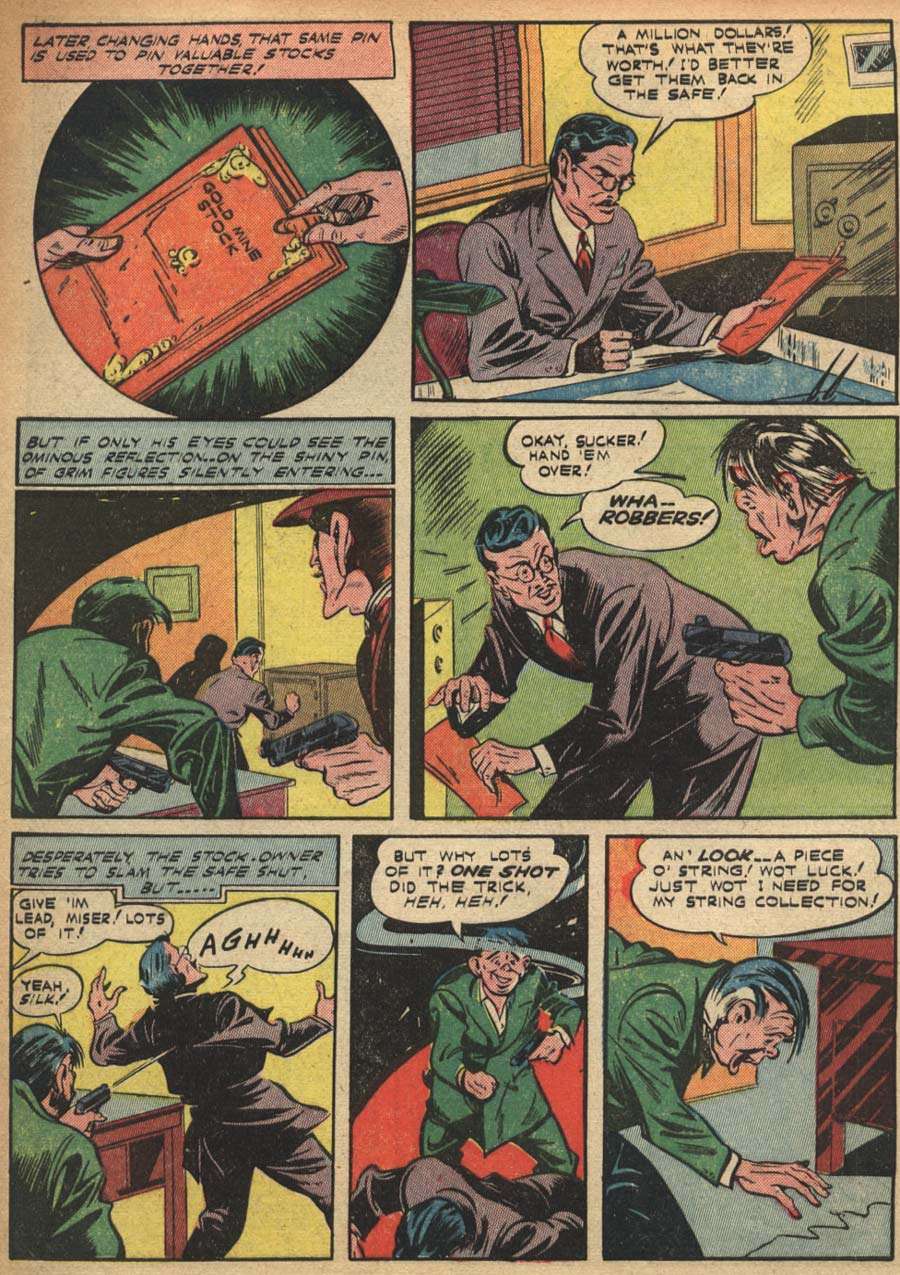 LATER CHANGING HANDS, THAT SAME PIN
IS USED TO PIN VALUABLE STOCKS
TOGETHER!
GOLD MINE
STOCK
A MILLION DOLLARS!
THAT'S WHAT THEY'RE
WORTH! I'D BETTER
GET THEM BACK IN
THE SAFE!
BUT IF ONLY HIS EYES COULD SEE THE
OMINOUS REFLECTION--ON THE SHINY PIN,
OF GRIM FIGURES SILENTLY ENTERING---
OKAY, SUCKER!
HAND 'EM
OVER!
WHA--
ROBBERS!
DESPERATELY, THE STOCK-OWNER
TRIES TO SLAM THE SAFE SHUT,
BUT-----
GIVE 'IM
LEAD, MISER! LOTS
OF IT!
AGHHHHH
YEAH,
SILK!
BUT WHY LOTS
OF IT? ONE SHOT
DID THE TRICK,
HEH, HEH!
AN' LOOK--A PIECE
O' STRING! WOT LUCK!
JUST WOT I NEED FOR
MY STRING COLLECTION!